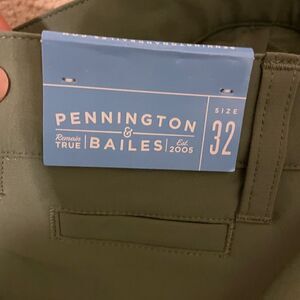 PENNINGTON
&
Remain TRUE
BAILES
Est. 2005
SIZE
32